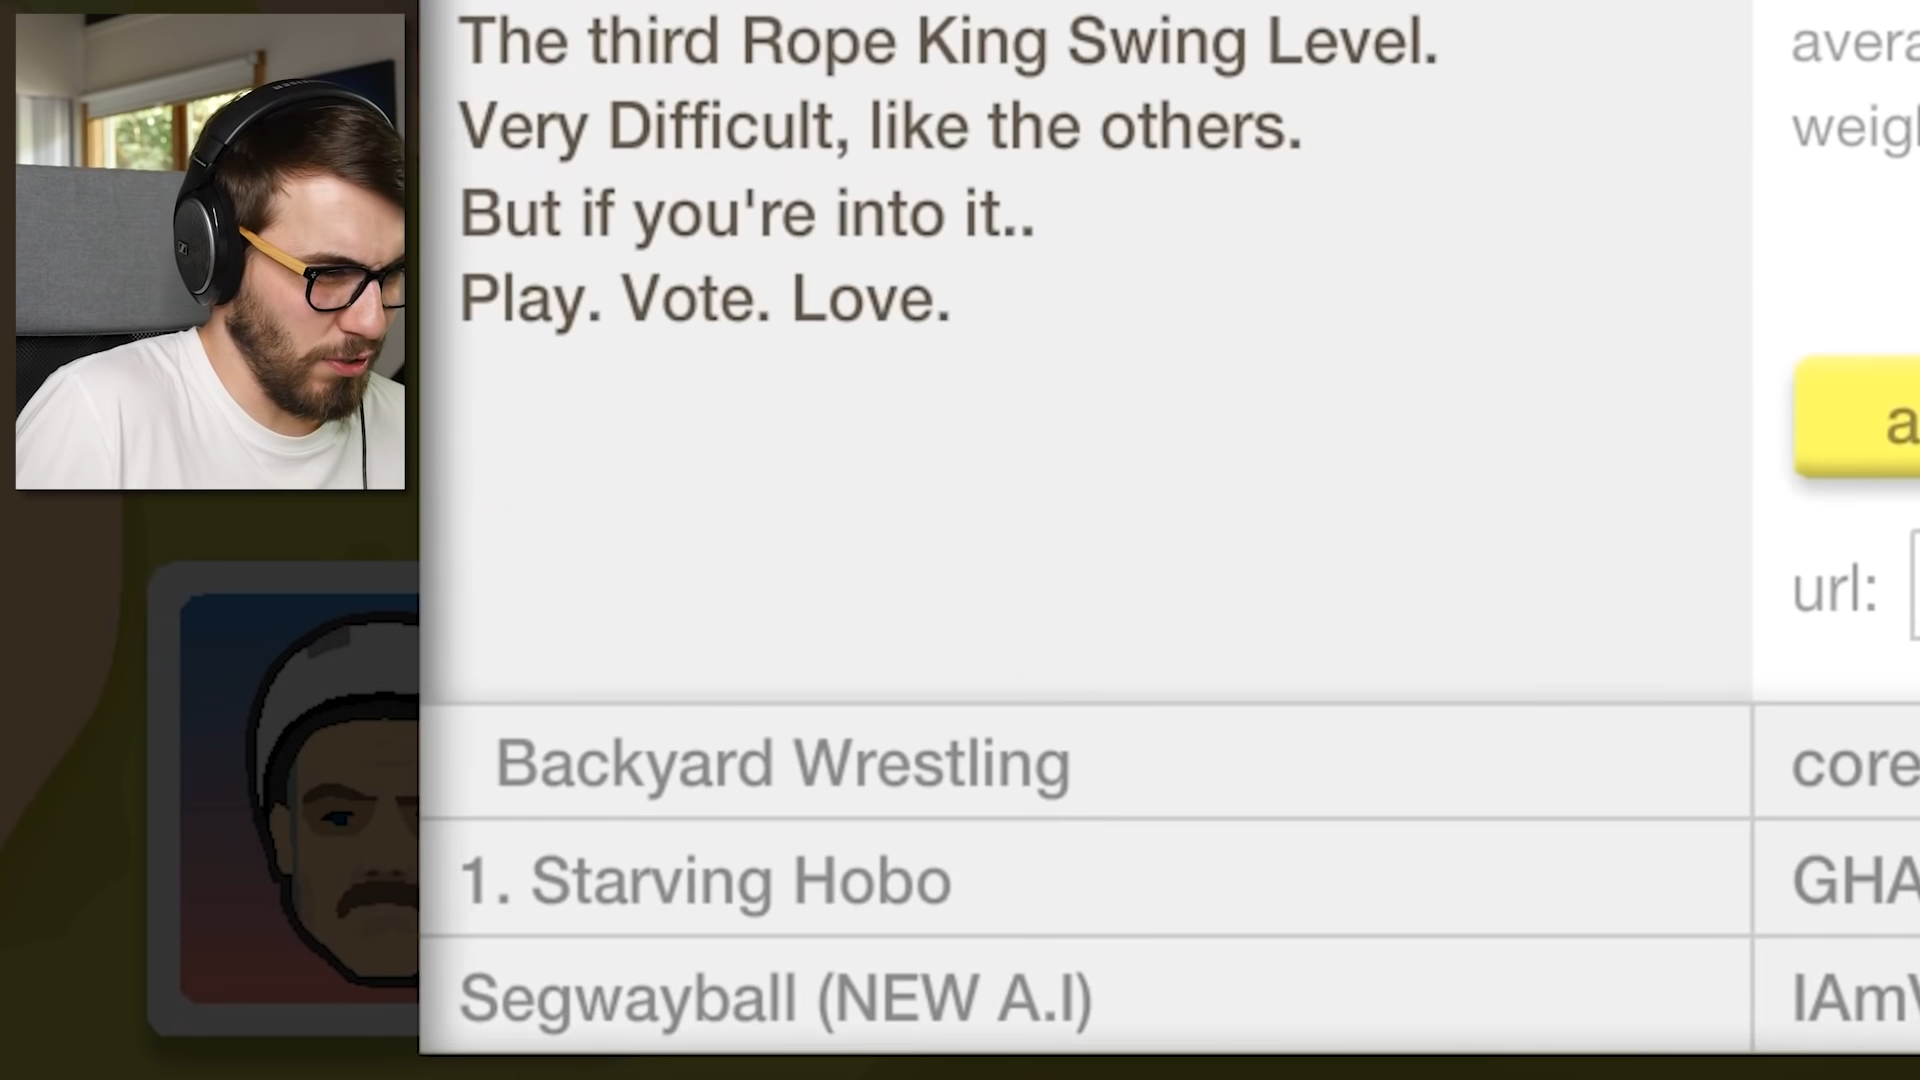 The third Rope King Swing Level.
Very Difficult, like the others.
But if you're into it..
Play. Vote. Love.
url:
Backyard Wrestling
1. Starving Hobo
Segwayball (NEW A.I)